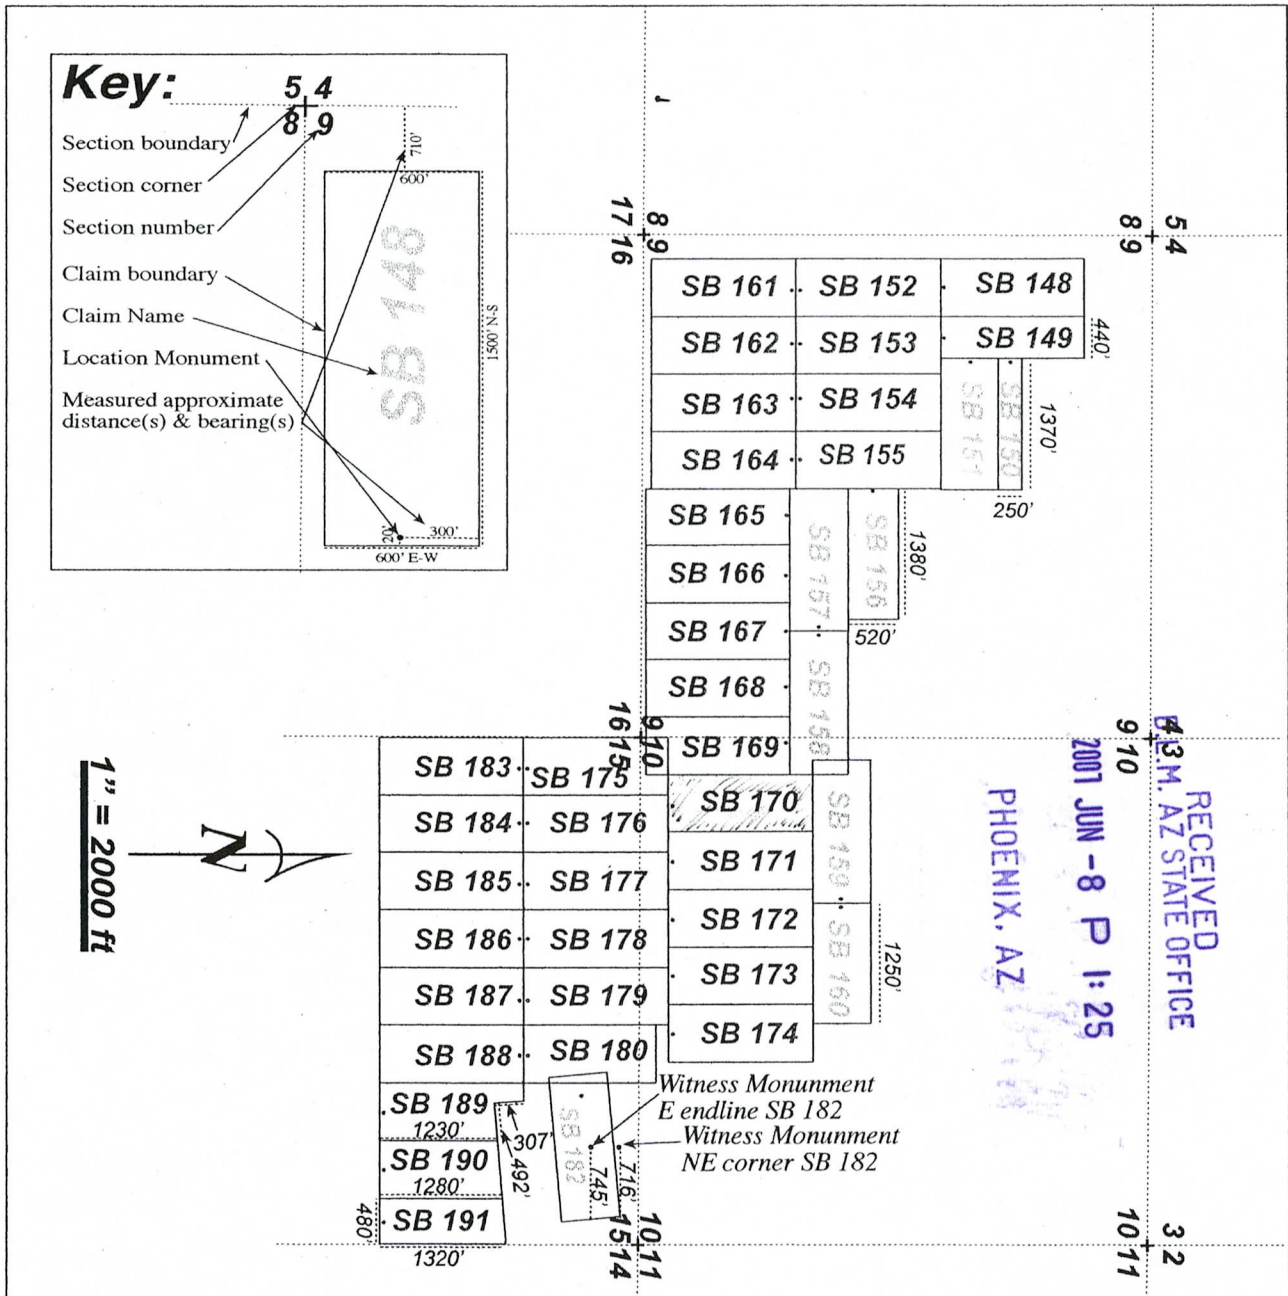 Key:
5 4
8 9
Section boundary
Section corner
Section number
Claim boundary
Claim Name
Location Monument
Measured approximate
distance(s) & bearing(s)
710'
600'
SB 148
1500' N-S
20'
300'
600' E-W
8 9
17 16
5 4
8 9
SB 161
SB 152
SB 148
SB 162
SB 153
SB 149
440'
SB 163
SB 154
SB 151
SB 150
1370'
SB 164
SB 155
250'
SB 165
SB 157
SB 156
1380'
SB 166
SB 167
520'
SB 168
SB 158
SB 169
9 10
16 15
4 3
9 10
RECEIVED
B.L.M. AZ STATE OFFICE
2001 JUN -8 P 1:25
PHOENIX, AZ
SB 183
SB 175
SB 170
SB 159
SB 184
SB 176
SB 171
SB 185
SB 177
SB 172
SB 160
1250'
SB 186
SB 178
SB 173
SB 187
SB 179
SB 174
SB 188
SB 180
SB 189
1230'
307'
SB 182
Witness Monunment
E endline SB 182
Witness Monunment
NE corner SB 182
SB 190
1280'
492'
745'
716'
SB 191
480'
1320'
10 11
15 14
3 2
10 11
N
1" = 2000 ft